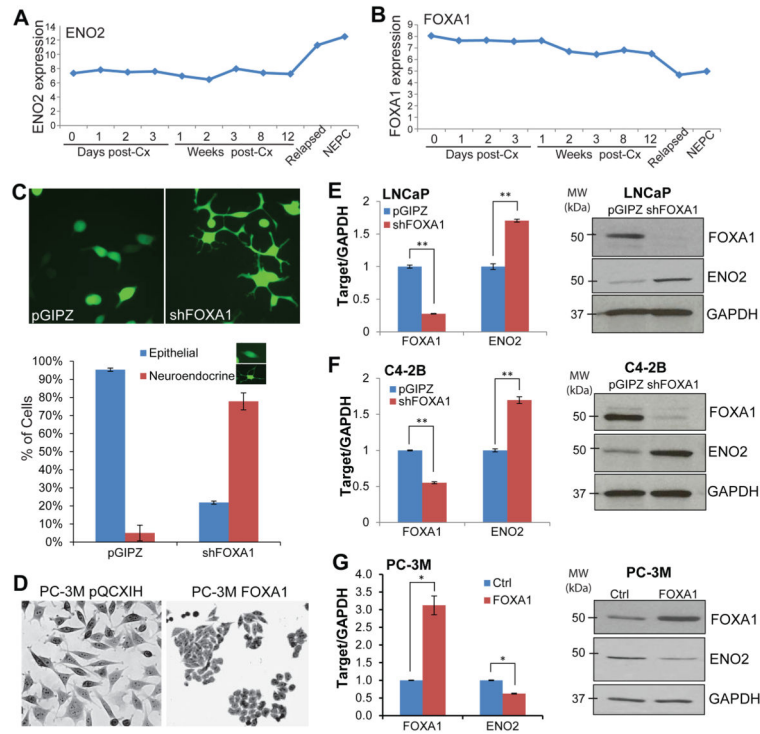 A
ENO2
ENO2 expression
16
14
12
10
8
6
4
2
0
0 1 2 3 1 2 3 8 12 Relapsed NEPC
Days post-Cx Weeks post-Cx
B
FOXA1
FOXA1 expression
9
8
7
6
5
4
3
2
1
0
0 1 2 3 1 2 3 8 12 Relapsed NEPC
Days post-Cx Weeks post-Cx
C
pGIPZ shFOXA1
Epithelial
Neuroendocrine
% of Cells
100%
90%
80%
70%
60%
50%
40%
30%
20%
10%
0%
pGIPZ shFOXA1
D
PC-3M pQCXIH PC-3M FOXA1
E
LNCaP
pGIPZ
shFOXA1
Target/GAPDH
2
1.5
1
0.5
0
** **
FOXA1 ENO2
LNCaP
MW
(kDa)
pGIPZ shFOXA1
50 FOXA1
50 ENO2
37 GAPDH
F
C4-2B
pGIPZ
shFOXA1
Target/GAPDH
2
1.5
1
0.5
0
** **
FOXA1 ENO2
C4-2B
MW
(kDa)
pGIPZ shFOXA1
50 FOXA1
50 ENO2
37 GAPDH
G
PC-3M
Ctrl
FOXA1
Target/GAPDH
4.0
3.5
3.0
2.5
2.0
1.5
1.0
0.5
0.0
* *
FOXA1 ENO2
PC-3M
MW
(kDa)
Ctrl FOXA1
50 FOXA1
50 ENO2
37 GAPDH